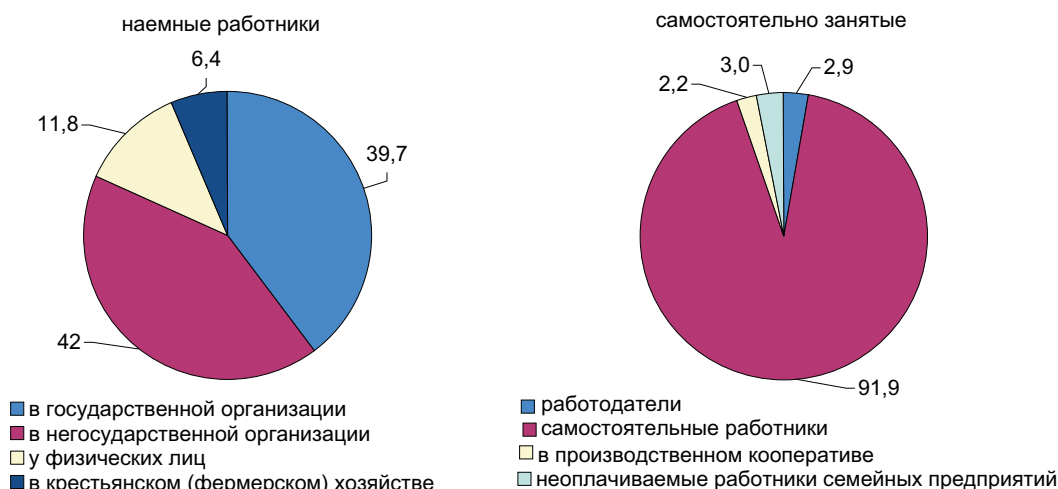 наемные работники
6,4
11,8
39,7
42
в государственной организации
в негосударственной организации
у физических лиц
в крестьянском (фермерском) хозяйстве
самостоятельно занятые
3,0
2,9
2,2
91,9
работодатели
самостоятельные работники
в производственном кооперативе
неоплачиваемые работники семейных предприятий